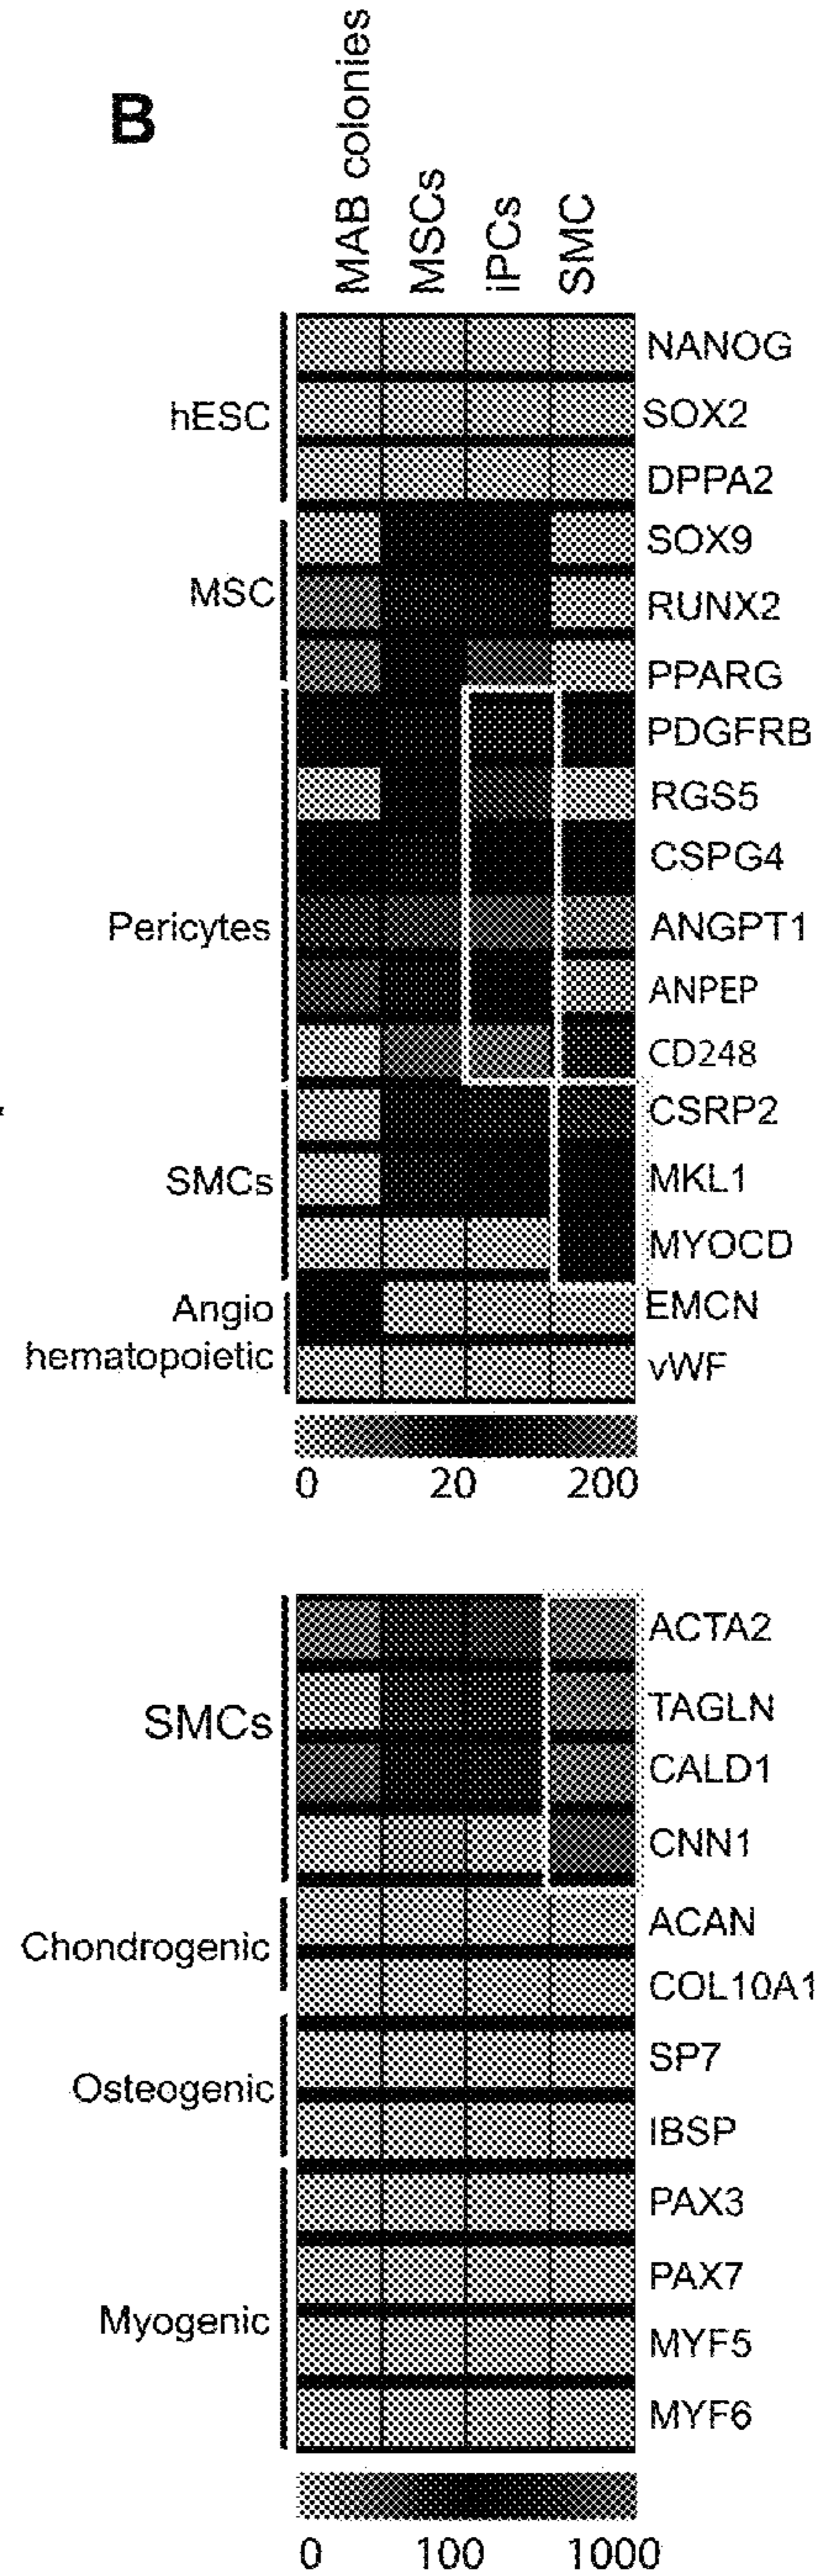 B
MAB colonies
MSCs
iPCs
SMC
hESC
NANOG
SOX2
DPPA2
MSC
SOX9
RUNX2
PPARG
Pericytes
PDGFRB
RGS5
CSPG4
ANGPT1
ANPEP
CD248
SMCs
CSRP2
MKL1
MYOCD
Angio
hematopoietic
EMCN
vWF
0 20 200
SMCs
ACTA2
TAGLN
CALD1
CNN1
Chondrogenic
ACAN
COL10A1
Osteogenic
SP7
IBSP
Myogenic
PAX3
PAX7
MYF5
MYF6
0 100 1000